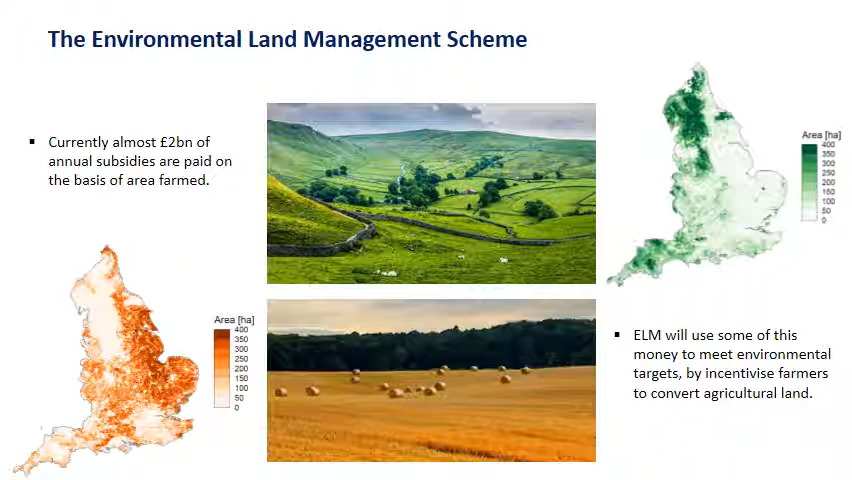 The Environmental Land Management Scheme
▪ Currently almost £2bn of
annual subsidies are paid on
the basis of area farmed.
Area [ha]
400
350
300
250
200
150
100
50
0
Area [ha]
400
350
300
250
200
150
100
50
0
▪ ELM will use some of this
money to meet environmental
targets, by incentivise farmers
to convert agricultural land.